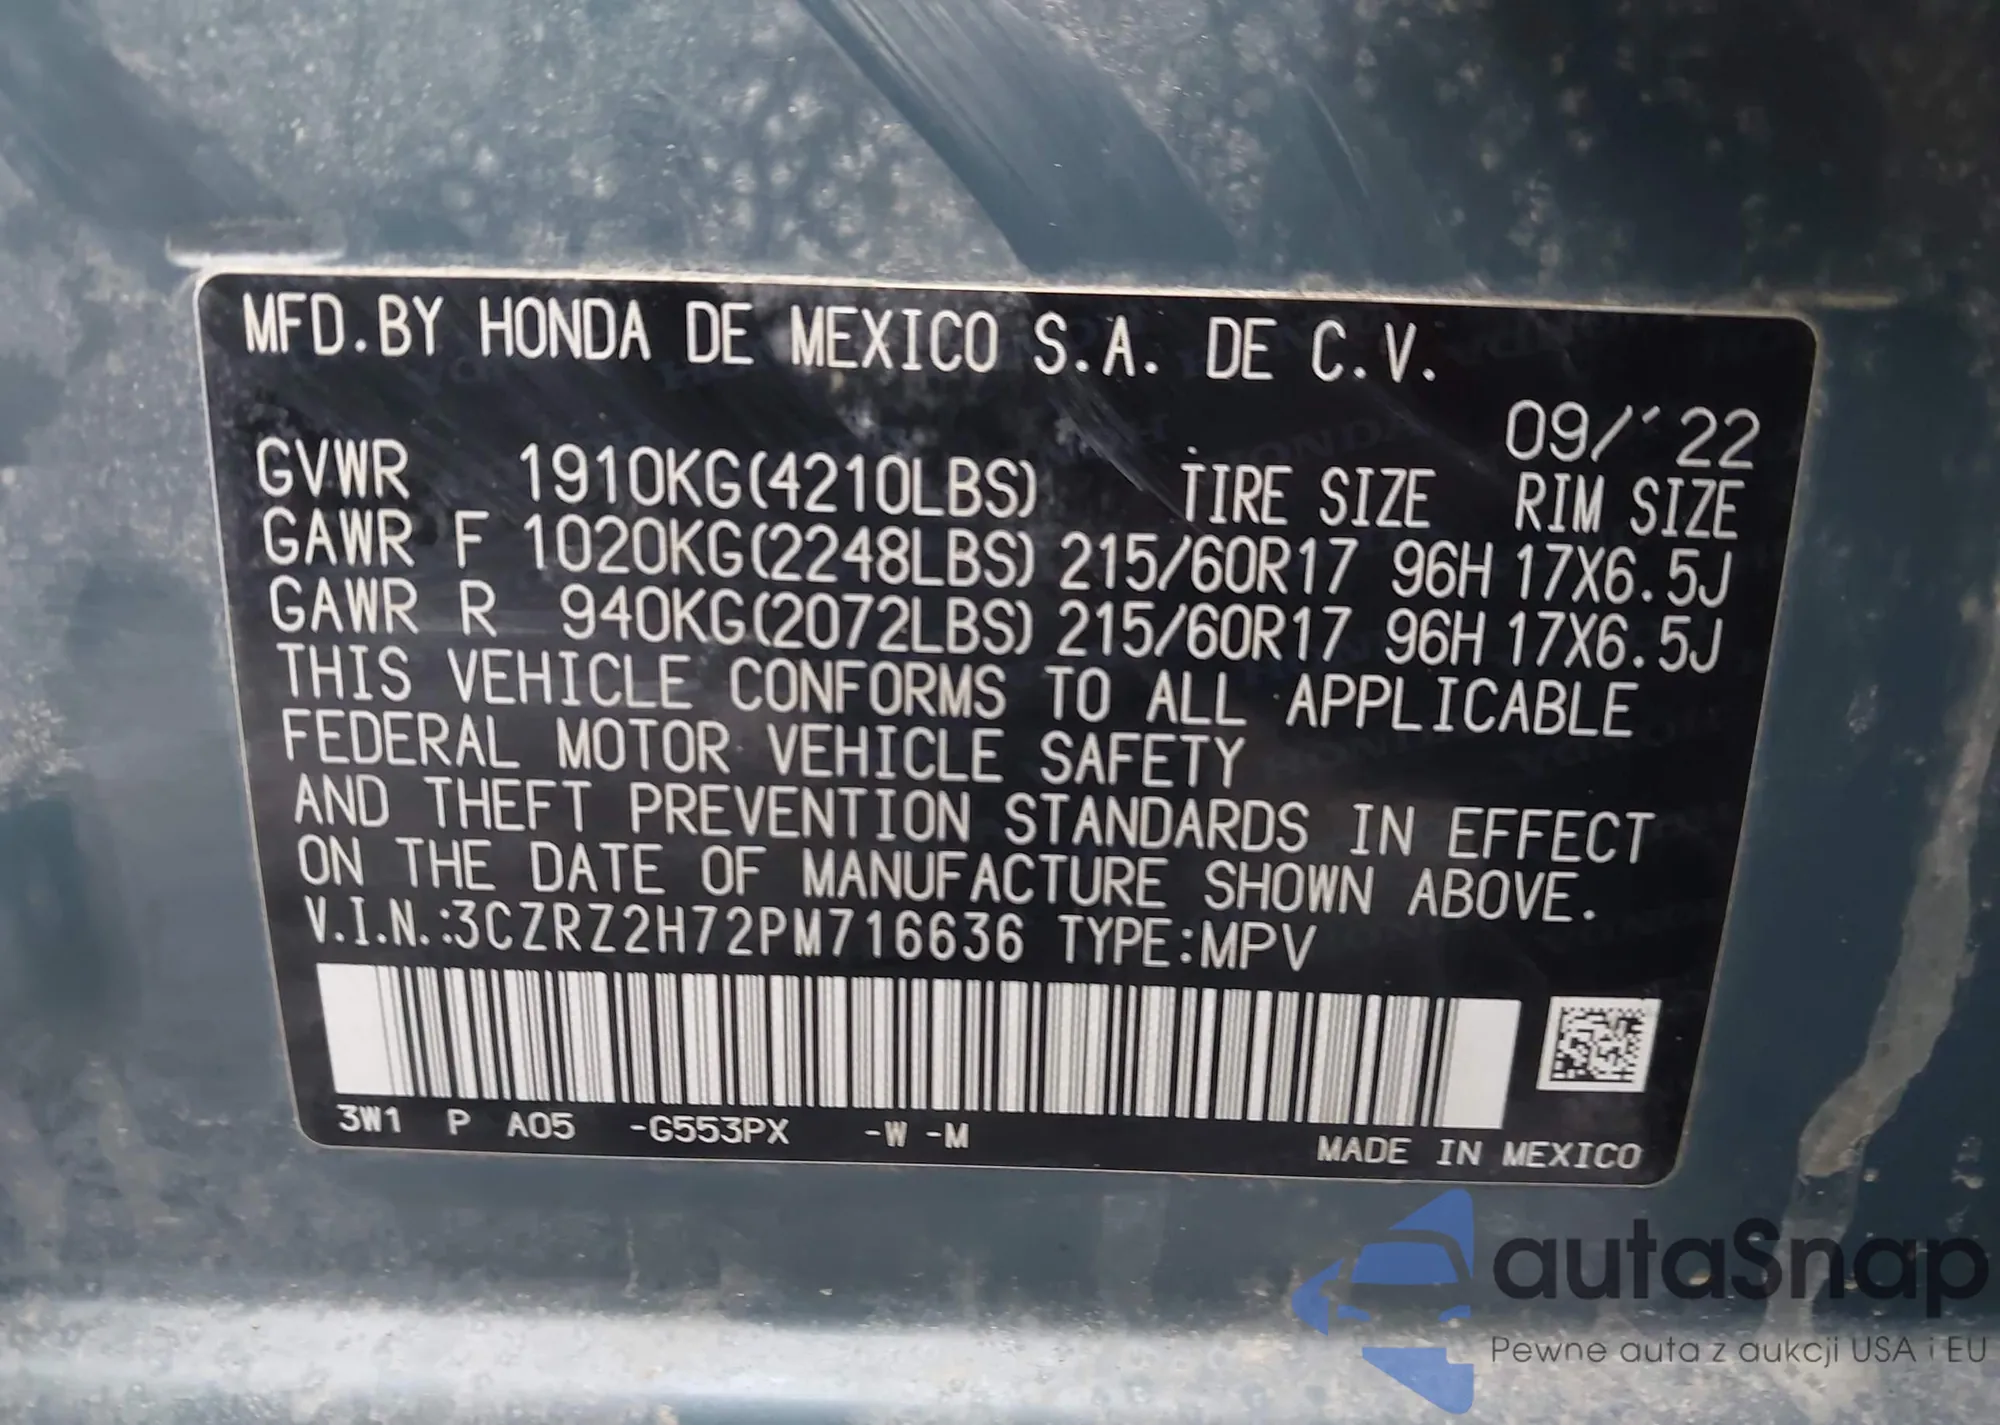 MFD.BY HONDA DE MEXICO S.A. DE C.V.
09/'22
GVWR 1910KG(4210LBS) TIRE SIZE RIM SIZE
GAWR F 1020KG(2248LBS) 215/60R17 96H 17X6.5J
GAWR R 940KG(2072LBS) 215/60R17 96H 17X6.5J
THIS VEHICLE CONFORMS TO ALL APPLICABLE
FEDERAL MOTOR VEHICLE SAFETY
AND THEFT PREVENTION STANDARDS IN EFFECT
ON THE DATE OF MANUFACTURE SHOWN ABOVE.
V.I.N.:3CZRZ2H72PM716636 TYPE:MPV
3W1 P A05 -G553PX -W -M
MADE IN MEXICO
autaSnap
Pewne auta z aukcji USA i EU